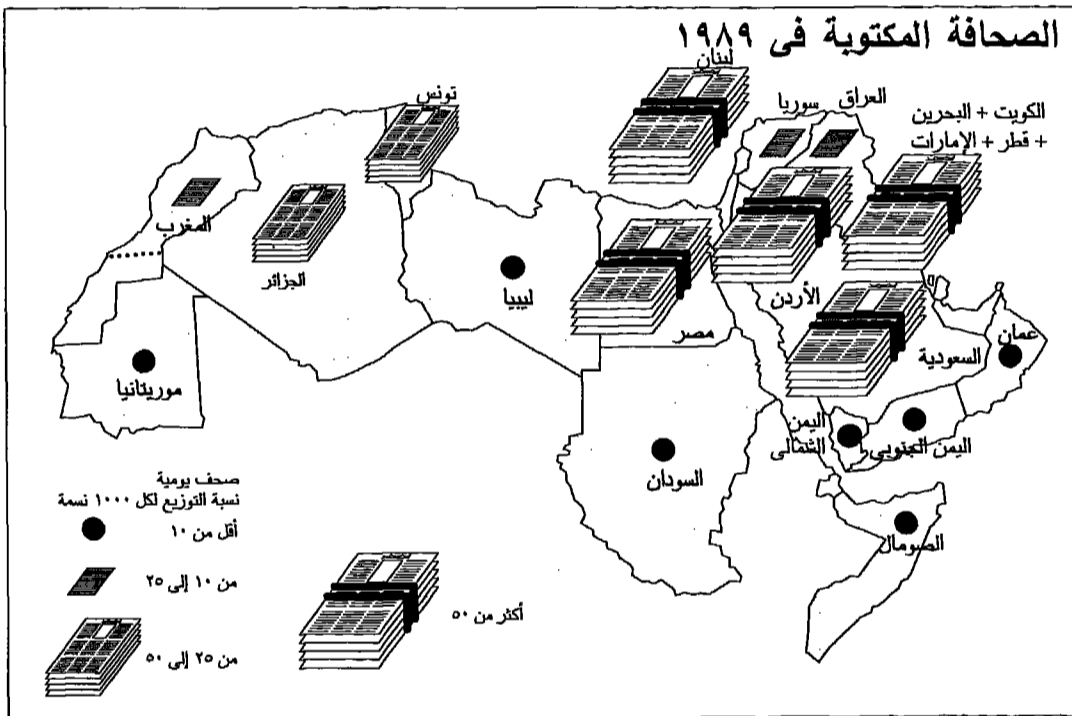 الصحافة المكتوبة فى ١٩٨٩
لبنان
تونس
سوريا
العراق
الكويت + البحرين
+ قطر + الإمارات
المغرب
الجزائر
ليبيا
مصر
الأردن
السعودية
عمان
موريتانيا
السودان
اليمن
الشمالى
اليمن الجنوبي
الصومال
صحف يومية
نسبة التوزيع لكل ١٠٠٠ نسمة
أقل من ١٠
من ١٠ إلى ٢٥
من ٢٥ إلى ٥٠
أكثر من ٥٠